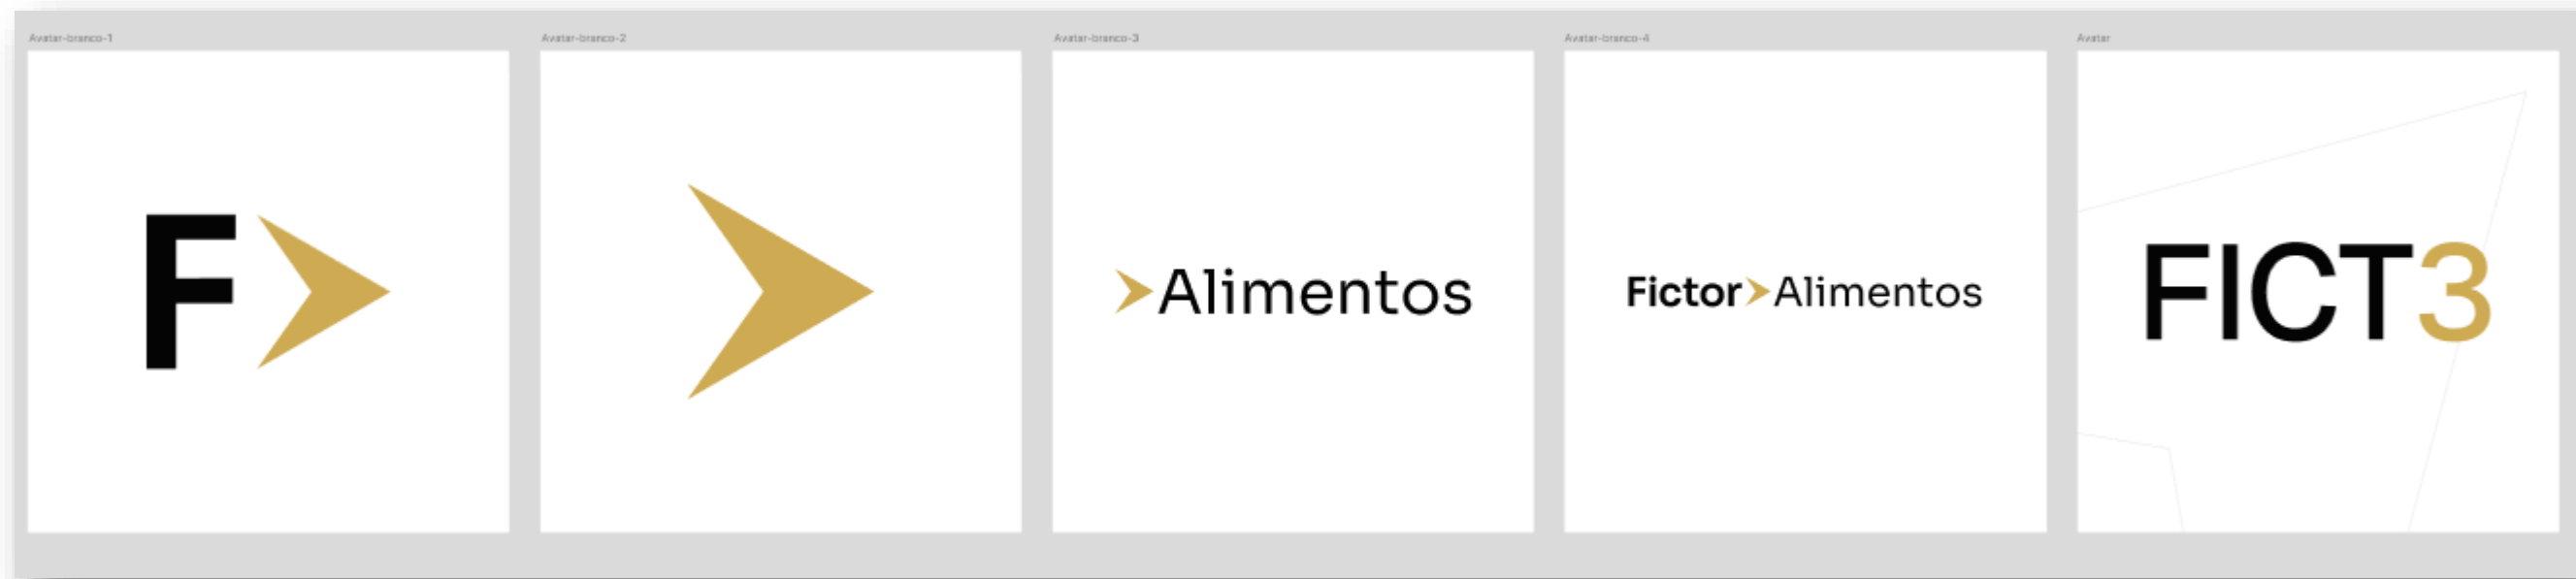 Avatar-branco-1
Avatar-branco-2
Avatar-branco-3
Avatar-branco-4
Avatar
F
Alimentos
Fictor Alimentos
FICT3